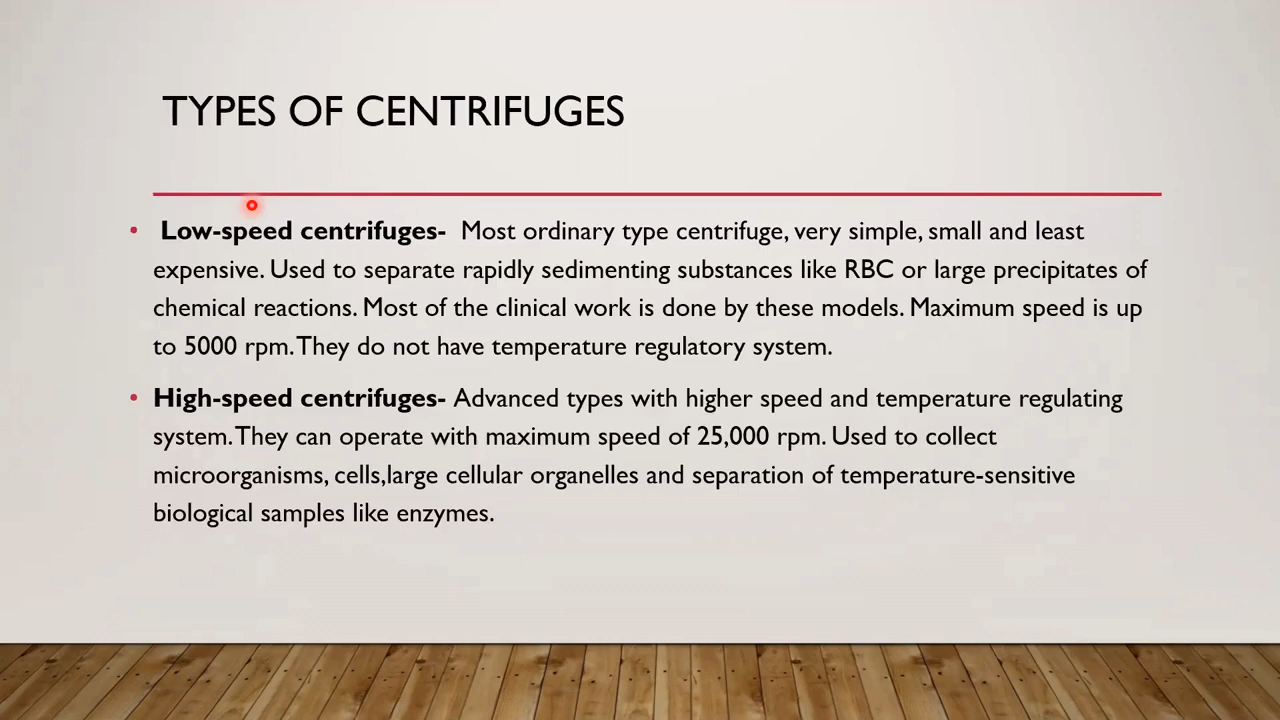 TYPES OF CENTRIFUGES
• Low-speed centrifuges- Most ordinary type centrifuge, very simple, small and least
expensive. Used to separate rapidly sedimenting substances like RBC or large precipitates of
chemical reactions. Most of the clinical work is done by these models. Maximum speed is up
to 5000 rpm. They do not have temperature regulatory system.
• High-speed centrifuges- Advanced types with higher speed and temperature regulating
system. They can operate with maximum speed of 25,000 rpm. Used to collect
microorganisms, cells,large cellular organelles and separation of temperature-sensitive
biological samples like enzymes.